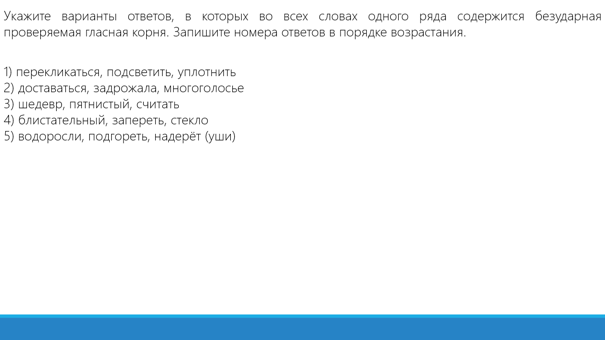 Укажите варианты ответов, в которых во всех словах одного ряда содержится безударная
проверяемая гласная корня. Запишите номера ответов в порядке возрастания.
1) перекликаться, подсветить, уплотнить
2) доставаться, задрожала, многоголосье
3) шедевр, пятнистый, считать
4) блистательный, запереть, стекло
5) водоросли, подгореть, надерёт (уши)